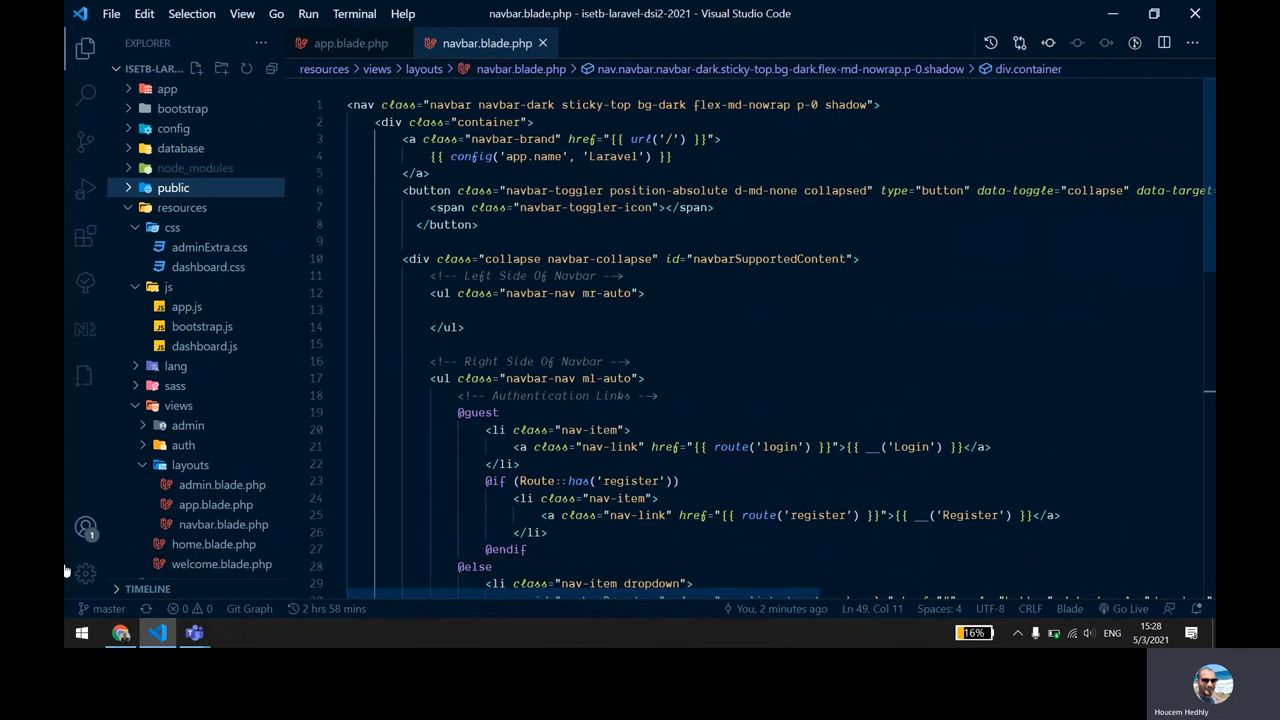 File Edit Selection View Go Run Terminal Help
navbar.blade.php - isetb-laravel-dsi2-2021 - Visual Studio Code
EXPLORER
ISETB-LAR...
app
bootstrap
config
database
node_modules
public
resources
css
adminExtra.css
dashboard.css
js
app.js
bootstrap.js
dashboard.js
lang
sass
views
admin
auth
layouts
admin.blade.php
app.blade.php
navbar.blade.php
home.blade.php
welcome.blade.php
TIMELINE
app.blade.php navbar.blade.php
resources > views > layouts > navbar.blade.php > nav.navbar.navbar-dark.sticky-top.bg-dark.flex-md-nowrap.p-0.shadow > div.container
1 <nav class="navbar navbar-dark sticky-top bg-dark flex-md-nowrap p-0 shadow">
2 <div class="container">
3 <a class="navbar-brand" href="{{ url('/') }}">
4 {{ config('app.name', 'Laravel') }}
5 </a>
6 <button class="navbar-toggler position-absolute d-md-none collapsed" type="button" data-toggle="collapse" data-target=
7 <span class="navbar-toggler-icon"></span>
8 </button>
9
10 <div class="collapse navbar-collapse" id="navbarSupportedContent">
11 <!-- Left Side Of Navbar -->
12 <ul class="navbar-nav mr-auto">
13
14 </ul>
15
16 <!-- Right Side Of Navbar -->
17 <ul class="navbar-nav ml-auto">
18 <!-- Authentication Links -->
19 @guest
20 <li class="nav-item">
21 <a class="nav-link" href="{{ route('login') }}">{{ __('Login') }}</a>
22 </li>
23 @if (Route::has('register'))
24 <li class="nav-item">
25 <a class="nav-link" href="{{ route('register') }}">{{ __('Register') }}</a>
26 </li>
27 @endif
28 @else
29 <li class="nav-item dropdown">
1
master 0 0 Git Graph 2 hrs 58 mins You, 2 minutes ago Ln 49, Col 11 Spaces: 4 UTF-8 CRLF Blade Go Live
16% ENG 15:28
5/3/2021
Houcem Hedhly